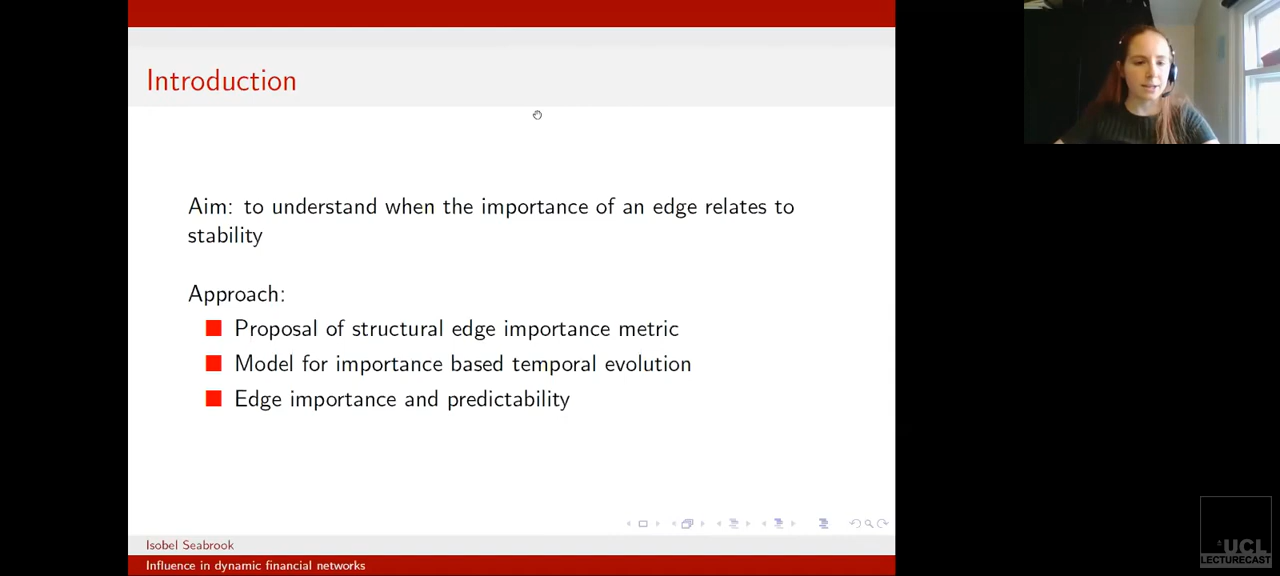 Introduction
Aim: to understand when the importance of an edge relates to
stability
Approach:
Proposal of structural edge importance metric
Model for importance based temporal evolution
Edge importance and predictability
Isobel Seabrook
Influence in dynamic financial networks
UCL
LECTURECAST